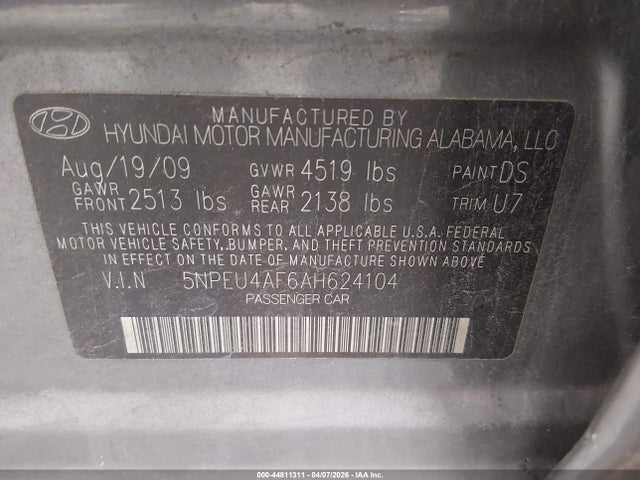 MANUFACTURED BY
HYUNDAI MOTOR MANUFACTURING ALABAMA, LLC
Aug/19/09 GVWR 4519 lbs PAINT DS
GAWR FRONT 2513 lbs GAWR REAR 2138 lbs TRIM U7
THIS VEHICLE CONFORMS TO ALL APPLICABLE U.S.A. FEDERAL
MOTOR VEHICLE SAFETY, BUMPER, AND THEFT PREVENTION STANDARDS
IN EFFECT ON THE DATE OF MANUFACTURE SHOWN ABOVE.
V.I.N 5NPEU4AF6AH624104
PASSENGER CAR
000-44811311 - 04/07/2026 - IAA Inc.